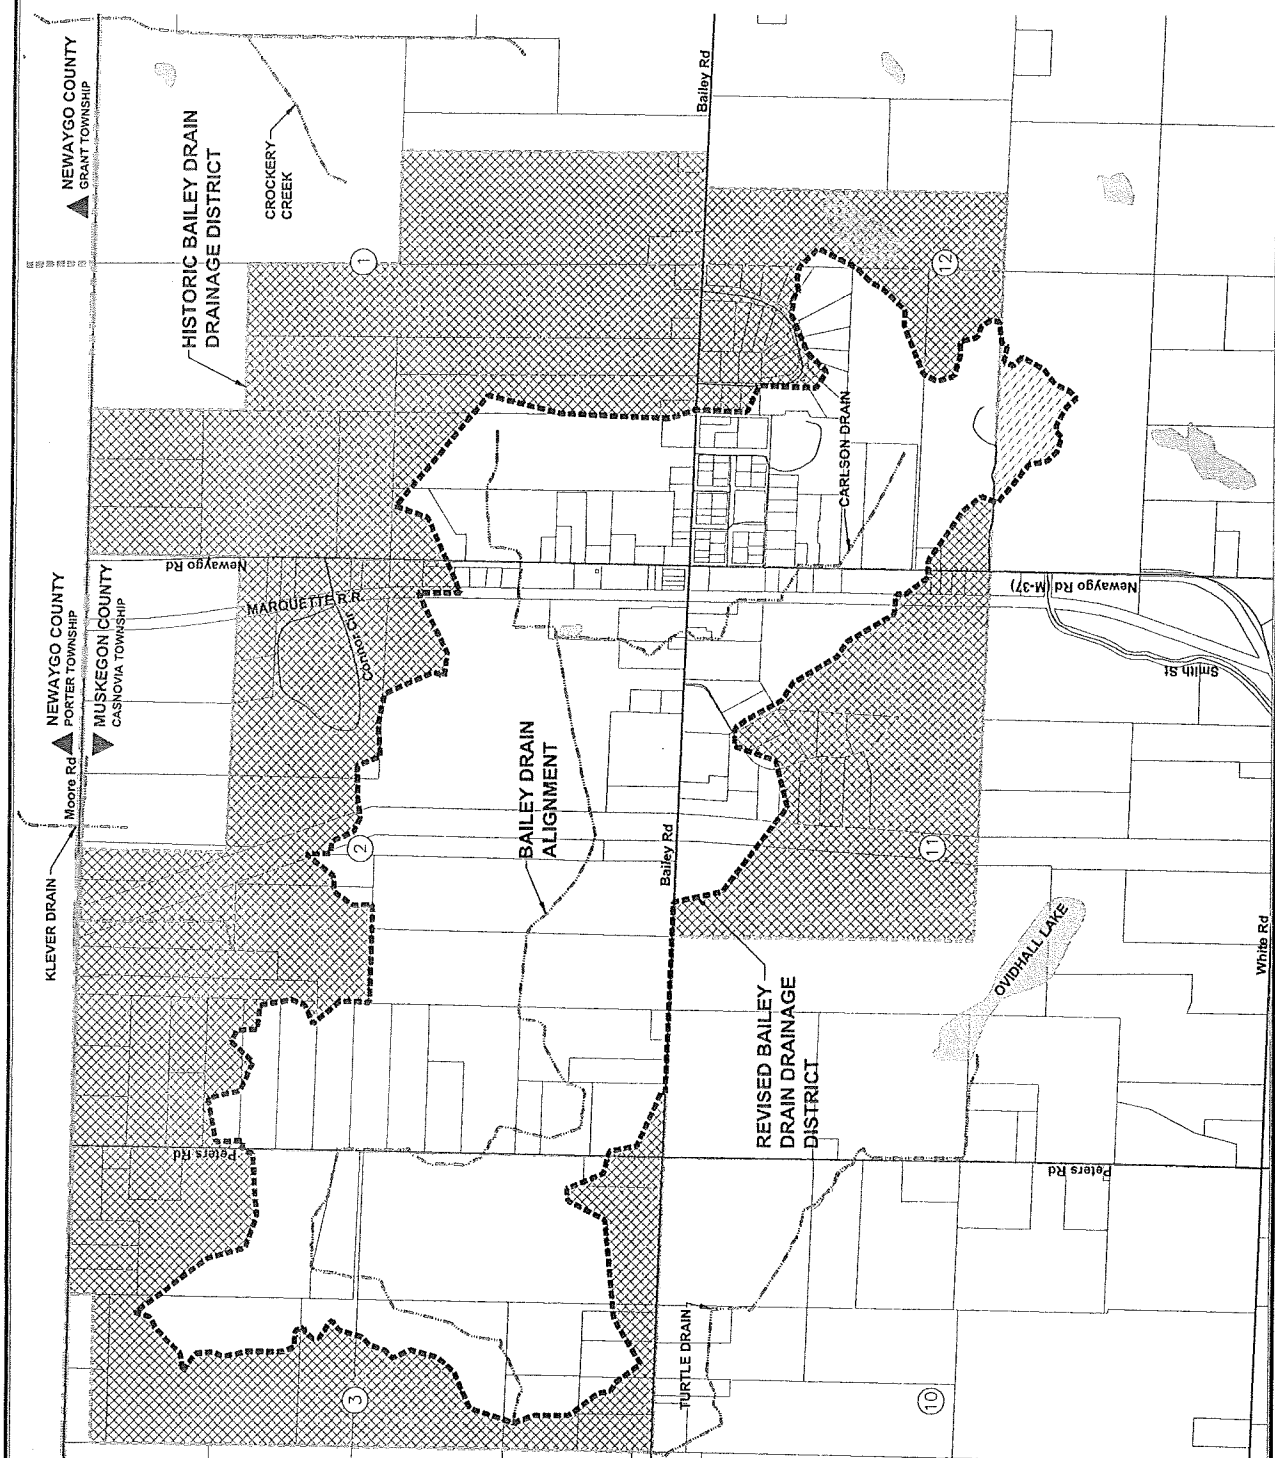 NEWAYGO COUNTY
GRANT TOWNSHIP
HISTORIC BAILEY DRAIN
DRAINAGE DISTRICT
CROCKERY
CREEK
Bailey Rd
1
12
NEWAYGO COUNTY
PORTER TOWNSHIP
MUSKEGON COUNTY
CASNOVIA TOWNSHIP
Newaygo Rd
MARQUETTE R.R.
Connor Ct
CARLSON DRAIN
Newaygo Rd (M-37)
Smith St
Moore Rd
KLEVER DRAIN
2
BAILEY DRAIN
ALIGNMENT
Bailey Rd
11
OVIDHALL LAKE
White Rd
REVISED BAILEY
DRAIN DRAINAGE
DISTRICT
Peters Rd
Peters Rd
TURTLE DRAIN
3
10